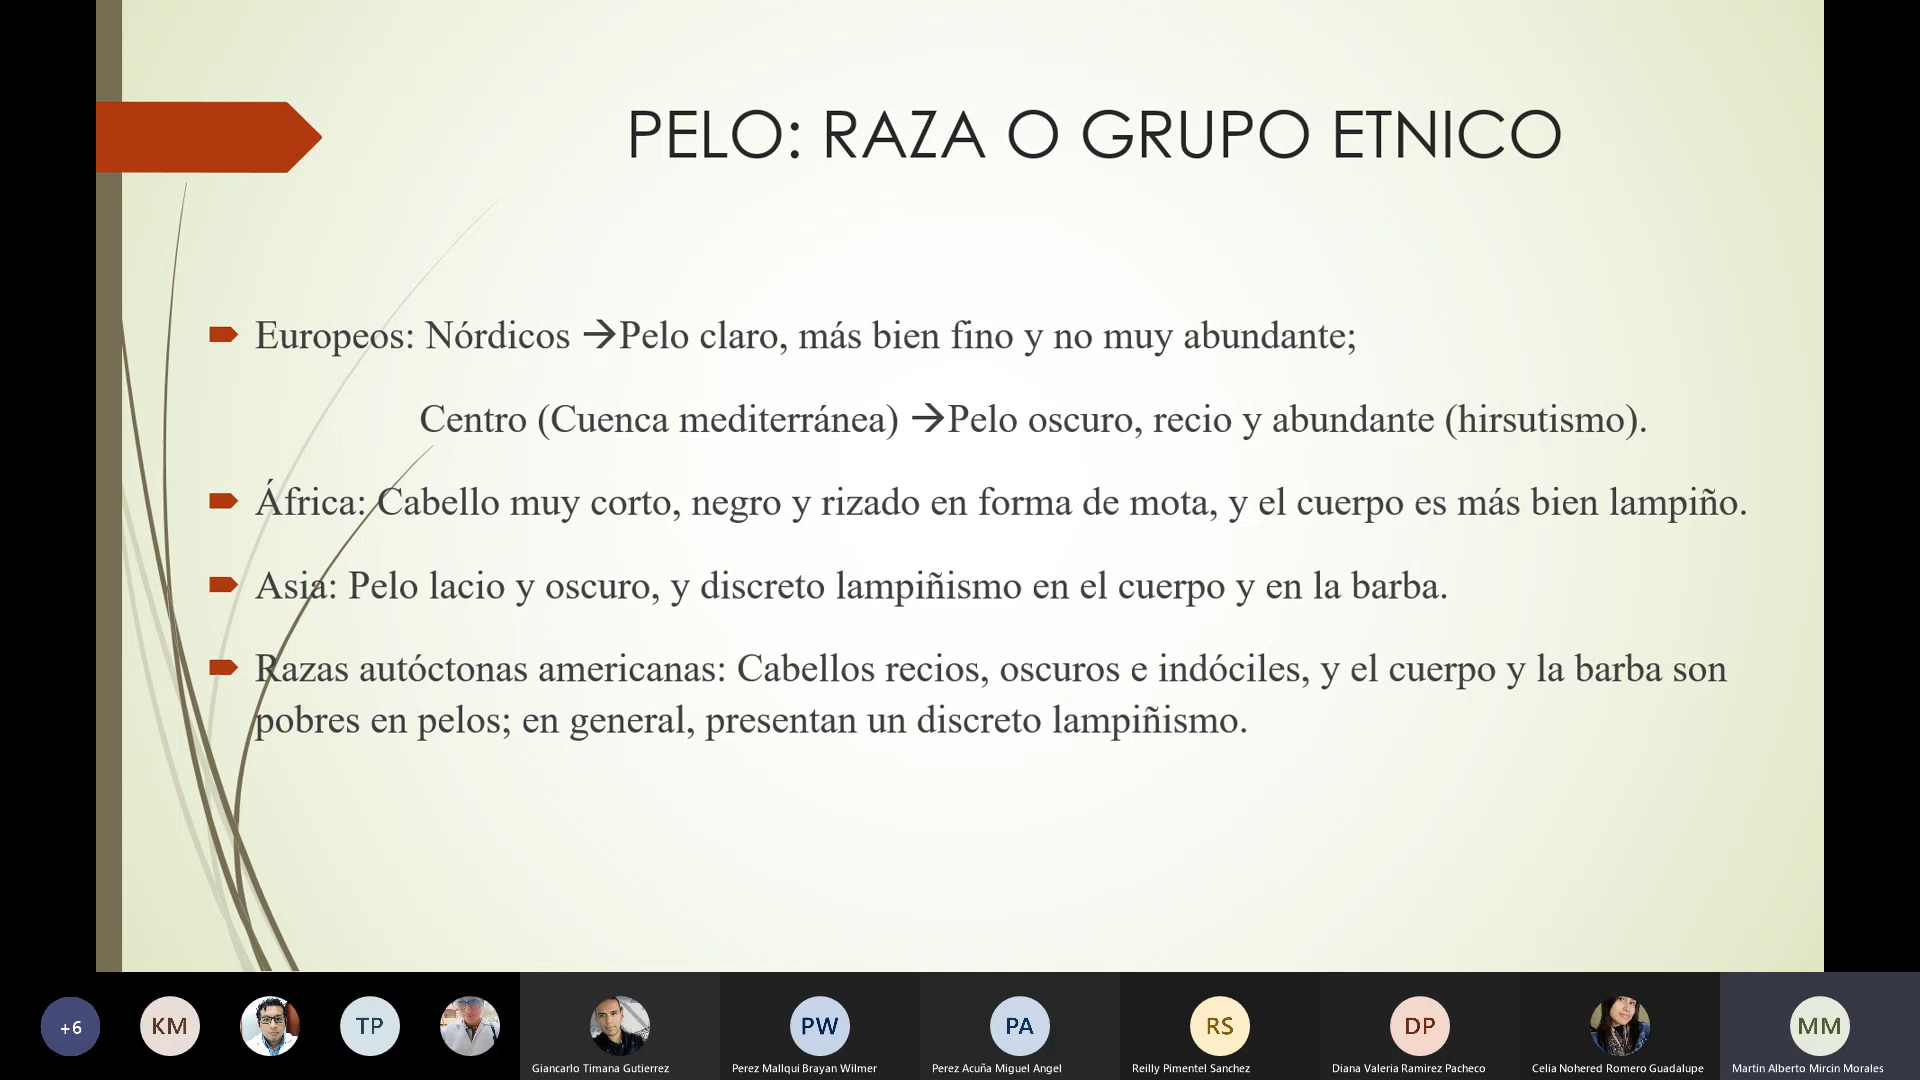 PELO: RAZA O GRUPO ETNICO
Europeos: Nórdicos →Pelo claro, más bien fino y no muy abundante;
Centro (Cuenca mediterránea) →Pelo oscuro, recio y abundante (hirsutismo).
África: Cabello muy corto, negro y rizado en forma de mota, y el cuerpo es más bien lampiño.
Asia: Pelo lacio y oscuro, y discreto lampiñismo en el cuerpo y en la barba.
Razas autóctonas americanas: Cabellos recios, oscuros e indóciles, y el cuerpo y la barba son
pobres en pelos; en general, presentan un discreto lampiñismo.
+6
KM
TP
PW
PA
RS
DP
MM
Giancarlo Timana Gutierrez
Perez Mallqui Brayan Wilmer
Perez Acuña Miguel Angel
Reilly Pimentel Sanchez
Diana Valeria Ramirez Pacheco
Celia Nohered Romero Guadalupe
Martin Alberto Mircin Morales